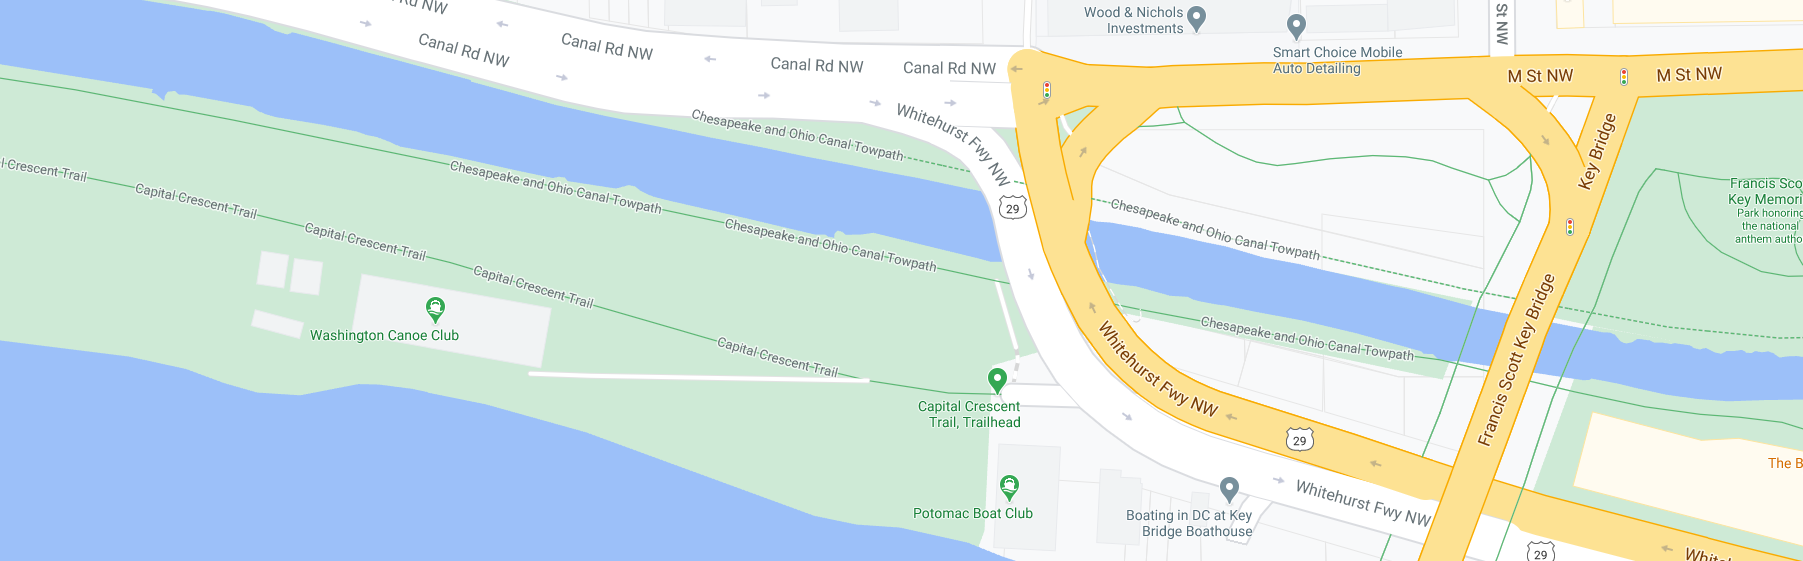 Rd NW
Canal Rd NW
Canal Rd NW
Canal Rd NW
Canal Rd NW
Wood & Nichols
Investments
Smart Choice Mobile
Auto Detailing
St NW
M St NW
M St NW
Whitehurst Fwy NW
Chesapeake and Ohio Canal Towpath
Key Bridge
l Crescent Trail
Capital Crescent Trail
Chesapeake and Ohio Canal Towpath
29
Chesapeake and Ohio Canal Towpath
Francis Sco
Key Memori
Park honoring
the national
anthem autho
Capital Crescent Trail
Chesapeake and Ohio Canal Towpath
Capital Crescent Trail
Washington Canoe Club
Capital Crescent Trail
Chesapeake and Ohio Canal Towpath
Whitehurst Fwy NW
Francis Scott Key Bridge
Capital Crescent
Trail, Trailhead
29
The B
Potomac Boat Club
Boating in DC at Key
Bridge Boathouse
Whitehurst Fwy NW
29
White